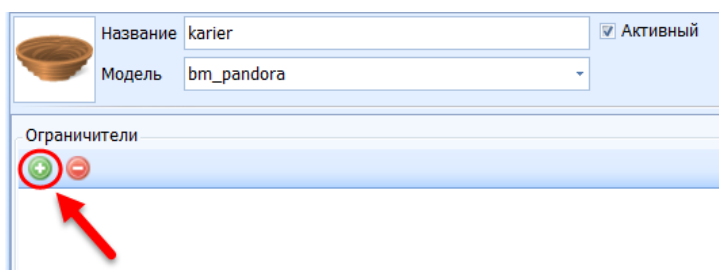 Название karier Активный
Модель bm_pandora
Ограничители